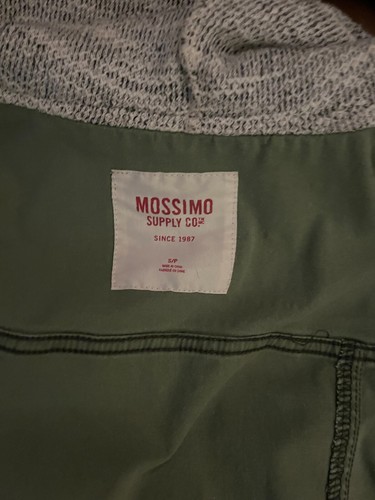 MOSSIMO
SUPPLY CO.
SINCE 1987
S/P